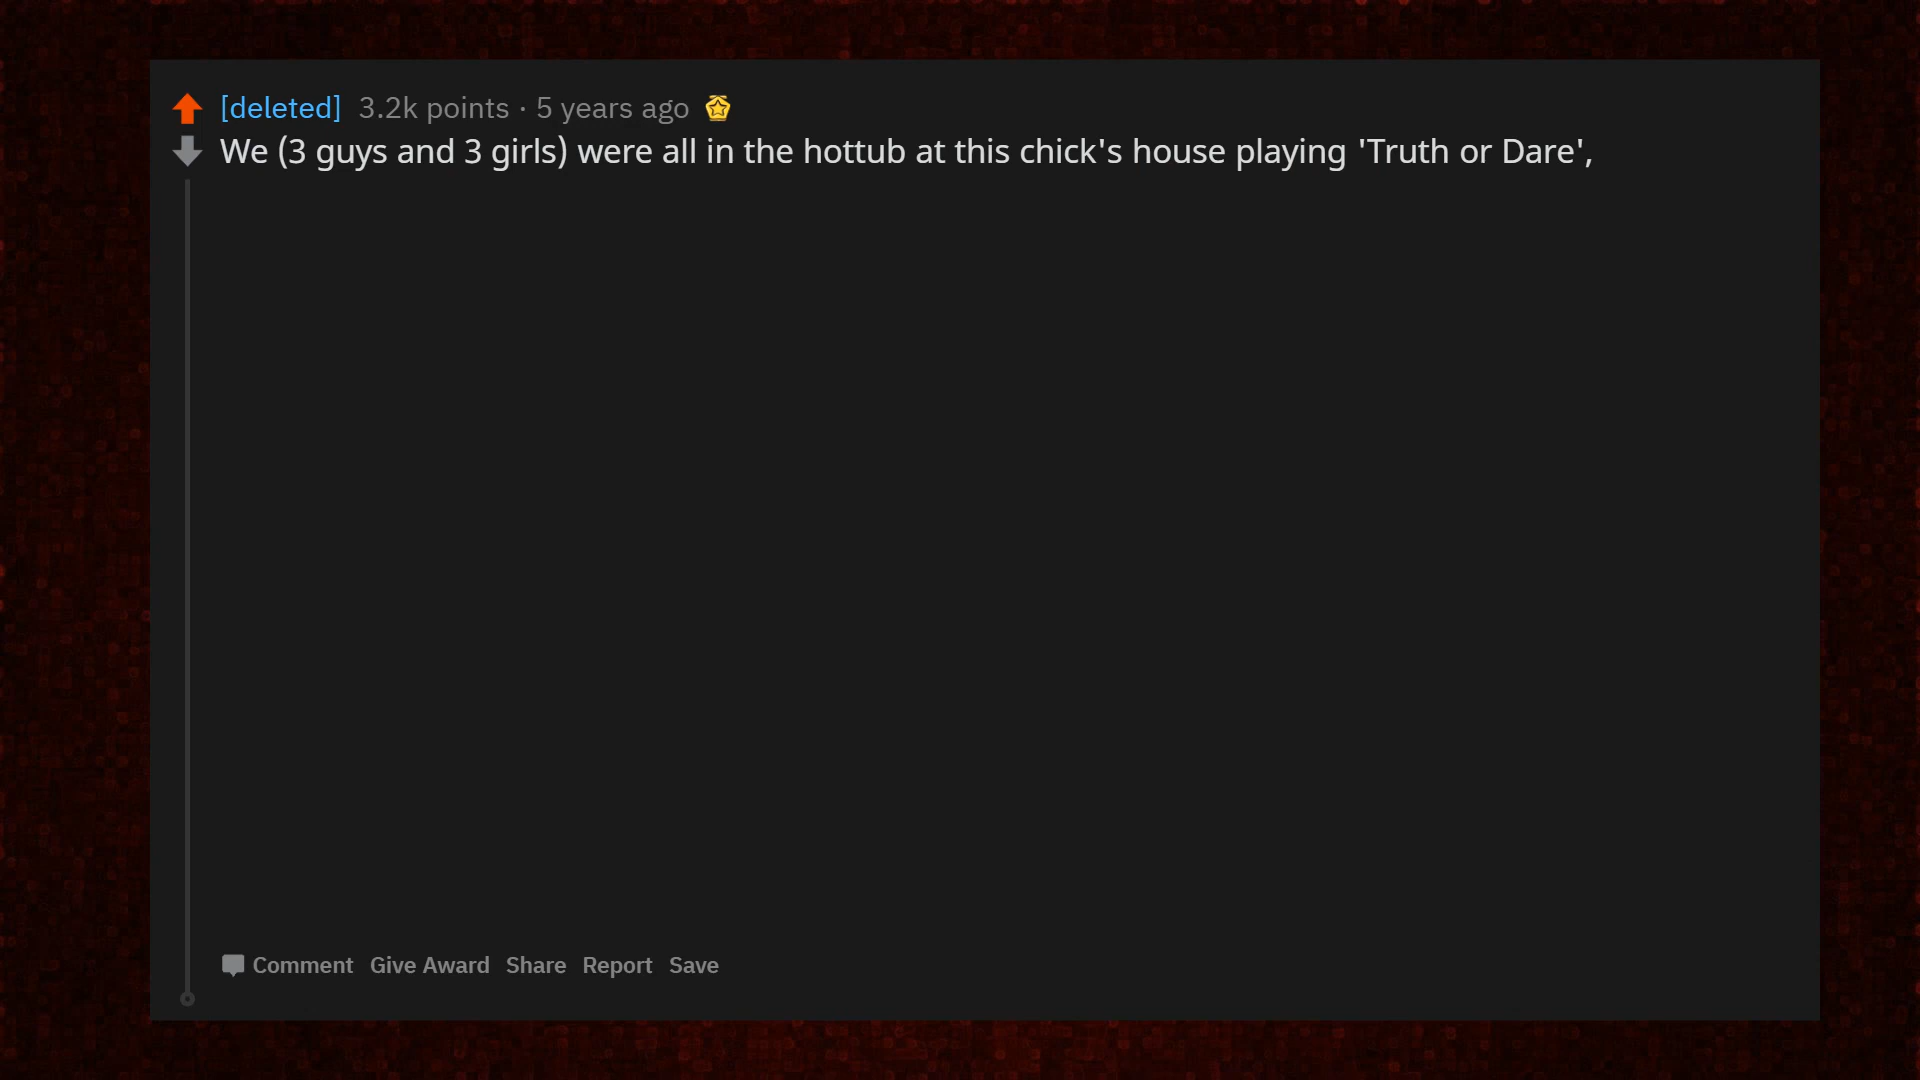 [deleted] 3.2k points · 5 years ago
We (3 guys and 3 girls) were all in the hottub at this chick's house playing 'Truth or Dare',
Comment Give Award Share Report Save